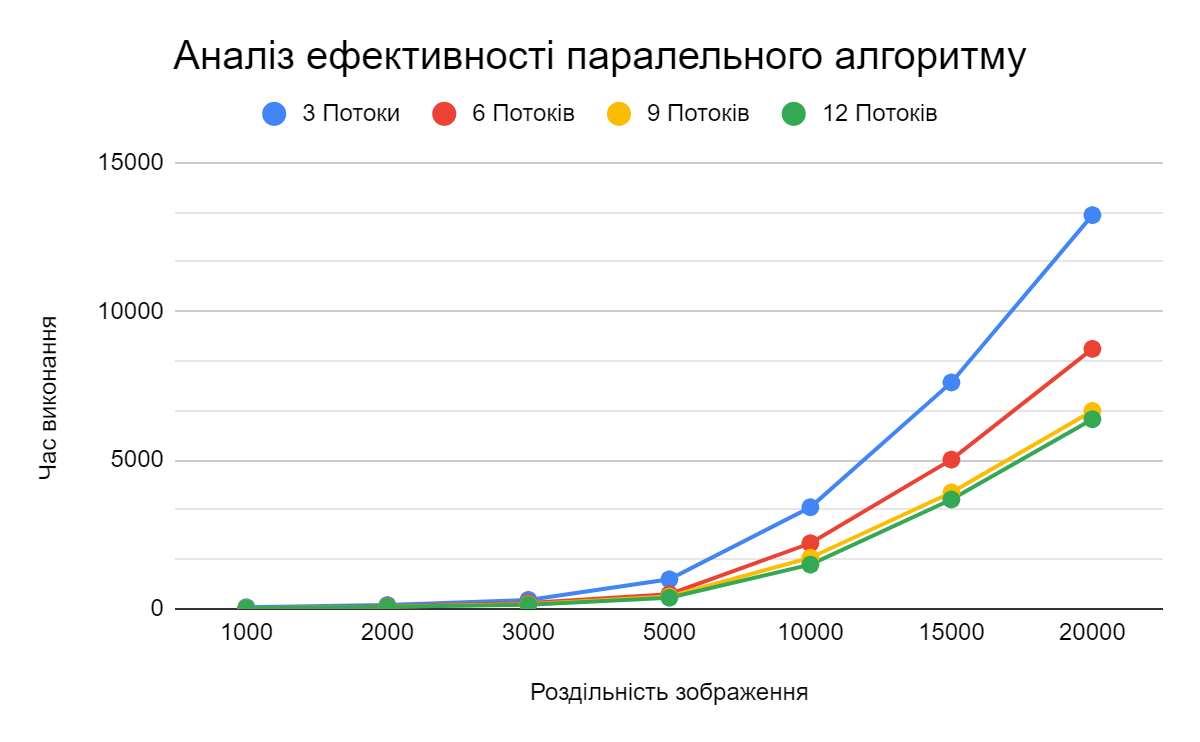 Аналіз ефективності паралельного алгоритму
3 Потоки 6 Потоків 9 Потоків 12 Потоків
15000
10000
5000
0
Час виконання
1000 2000 3000 5000 10000 15000 20000
Роздільність зображення